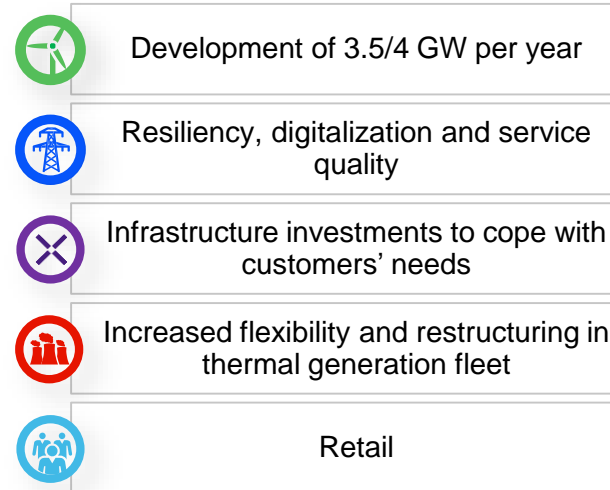 Development of 3.5/4 GW per year
Resiliency, digitalization and service
quality
Infrastructure investments to cope with
customers’ needs
Increased flexibility and restructuring in
thermal generation fleet
Retail